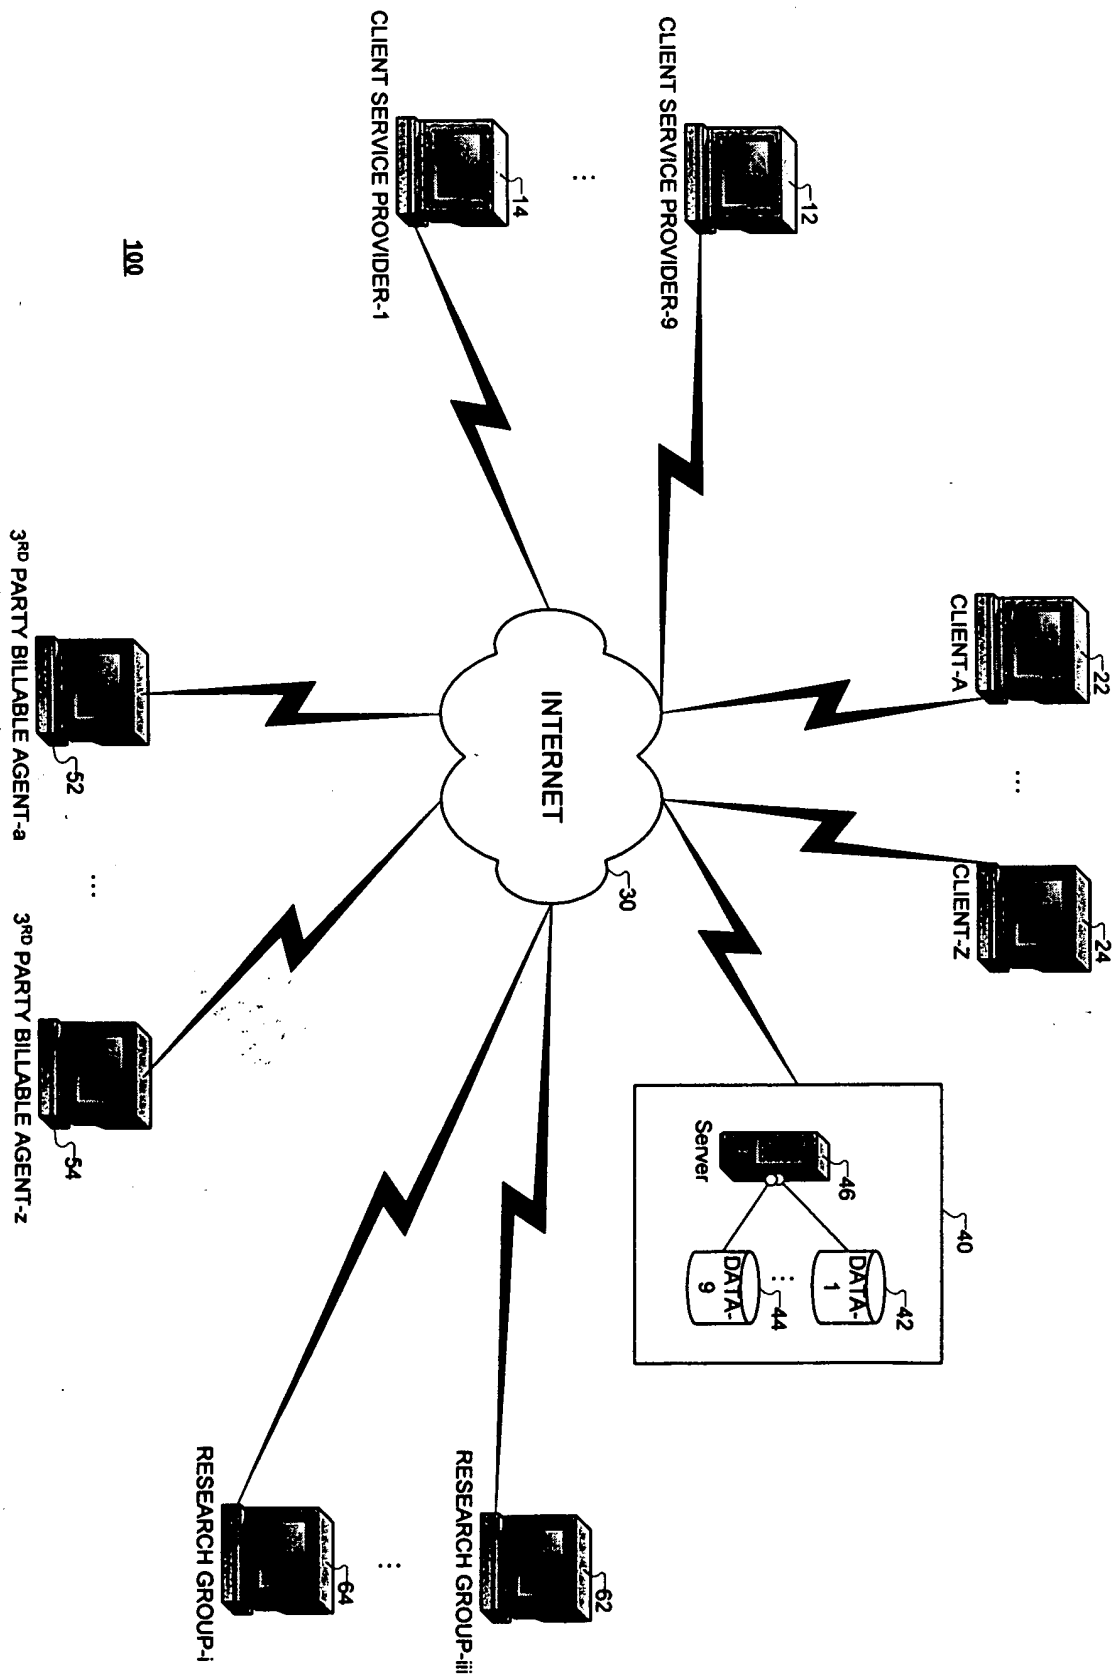 22
24
...
CLIENT-A
CLIENT-Z
40
42
DATA-
1
46
...
44
DATA-
9
Server
12
CLIENT SERVICE PROVIDER-9
...
30
62
INTERNET
14
RESEARCH GROUP-iii
...
CLIENT SERVICE PROVIDER-1
64
RESEARCH GROUP-i
100
52
54
...
3RD PARTY BILLABLE AGENT-a
3RD PARTY BILLABLE AGENT-z